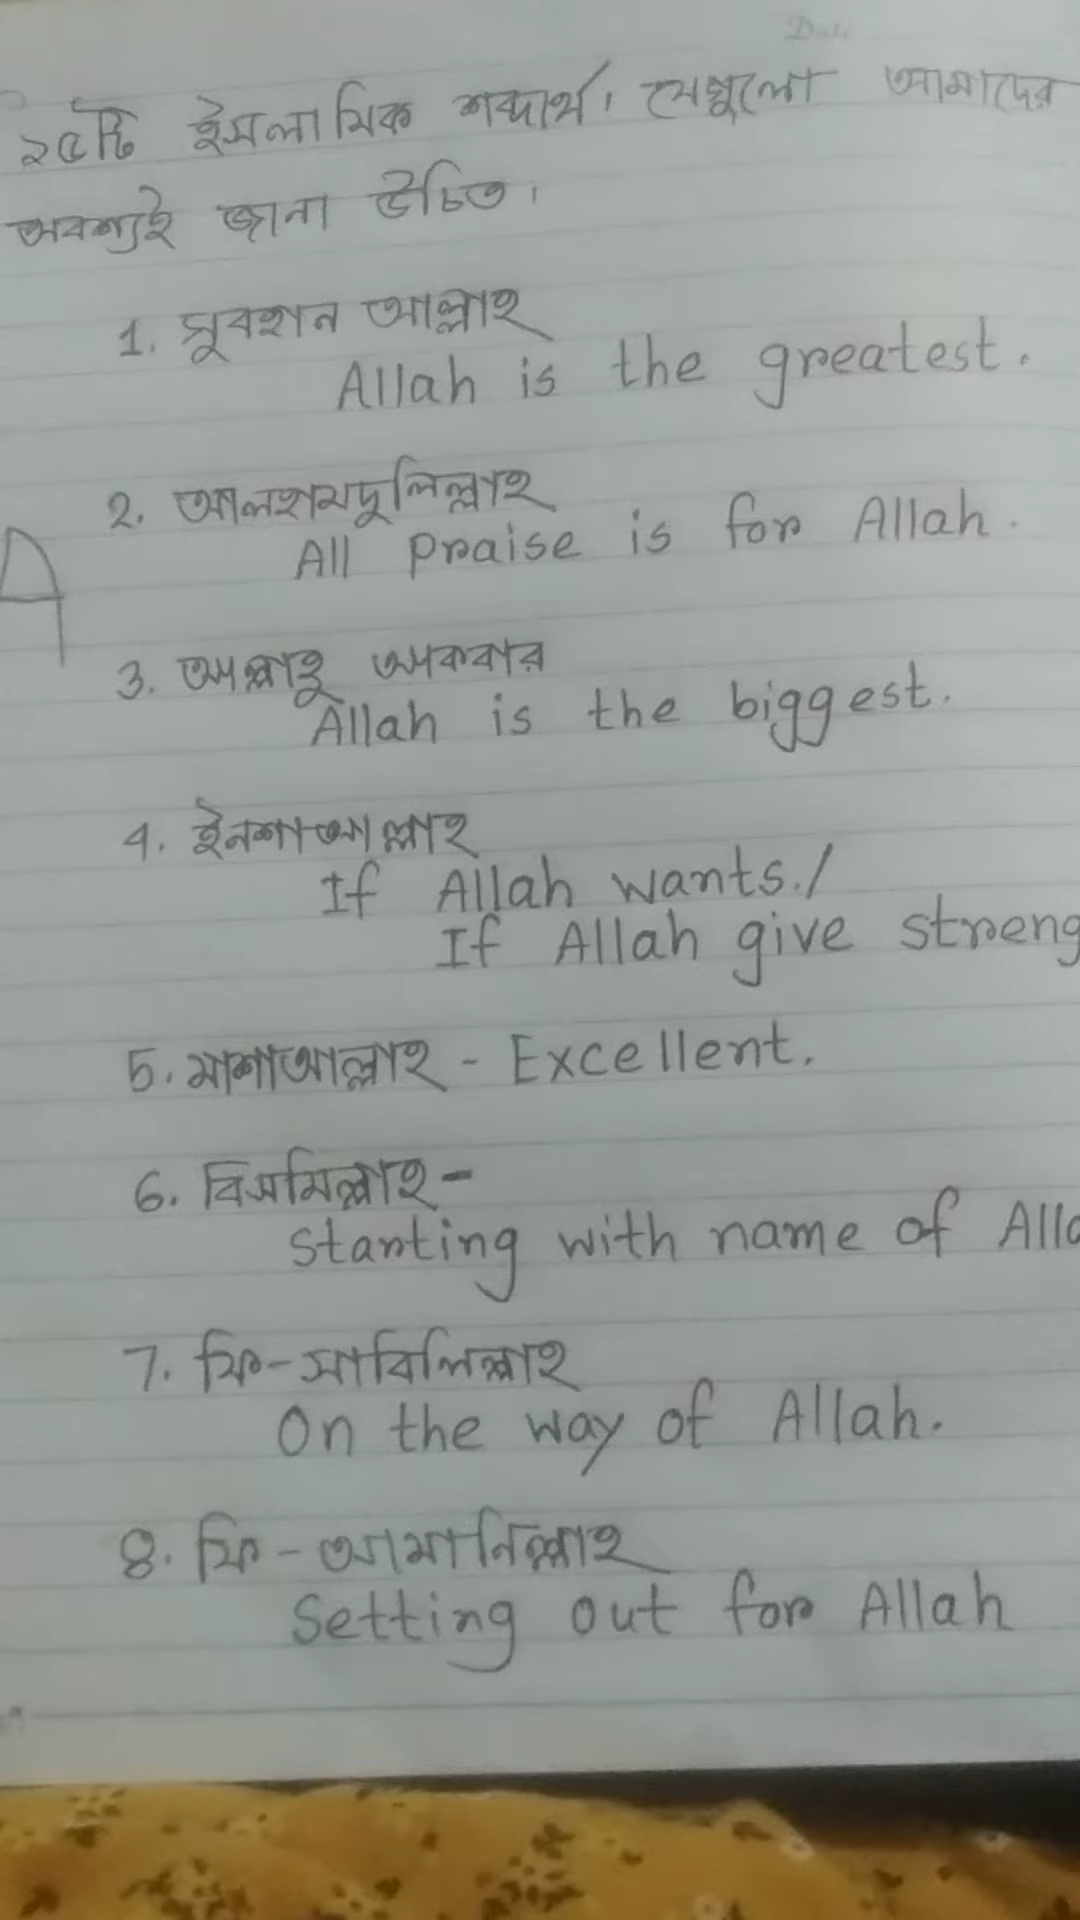 Date
২৫টি ইসলামিক শব্দার্থ। যেগুলো আমাদের
অবশ্যই জানা উচিত।
1. সুবহান আল্লাহ
Allah is the greatest.
2. আলহামদুলিল্লাহ
All praise is for Allah.
3. আল্লাহু আকবার
Allah is the biggest.
4. ইনশাআল্লাহ
If Allah wants./
If Allah give streng
5. মাশাআল্লাহ - Excellent.
6. বিসমিল্লাহ -
Starting with name of Alla
7. ফি-সাবিলিল্লাহ
On the way of Allah.
8. ফি-আমানিল্লাহ
Setting out for Allah